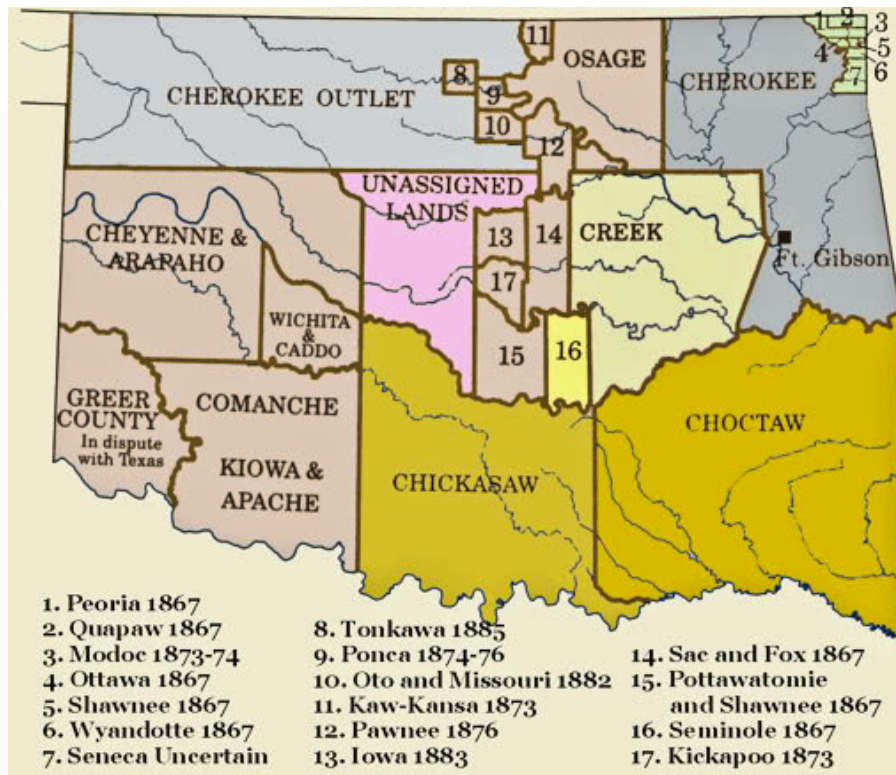 1
2
3
11
OSAGE
4
5
8
CHEROKEE
6
7
CHEROKEE OUTLET
9
10
12
UNASSIGNED
LANDS
13
14
CREEK
CHEYENNE &
ARAPAHO
Ft. Gibson
17
WICHITA
&
CADDO
15
16
GREER
COUNTY
In dispute
with Texas
COMANCHE
CHOCTAW
KIOWA &
APACHE
CHICKASAW
1. Peoria 1867
2. Quapaw 1867
3. Modoc 1873-74
4. Ottawa 1867
5. Shawnee 1867
6. Wyandotte 1867
7. Seneca Uncertain
8. Tonkawa 1885
9. Ponca 1874-76
10. Oto and Missouri 1882
11. Kaw-Kansa 1873
12. Pawnee 1876
13. Iowa 1883
14. Sac and Fox 1867
15. Pottawatomie
and Shawnee 1867
16. Seminole 1867
17. Kickapoo 1873